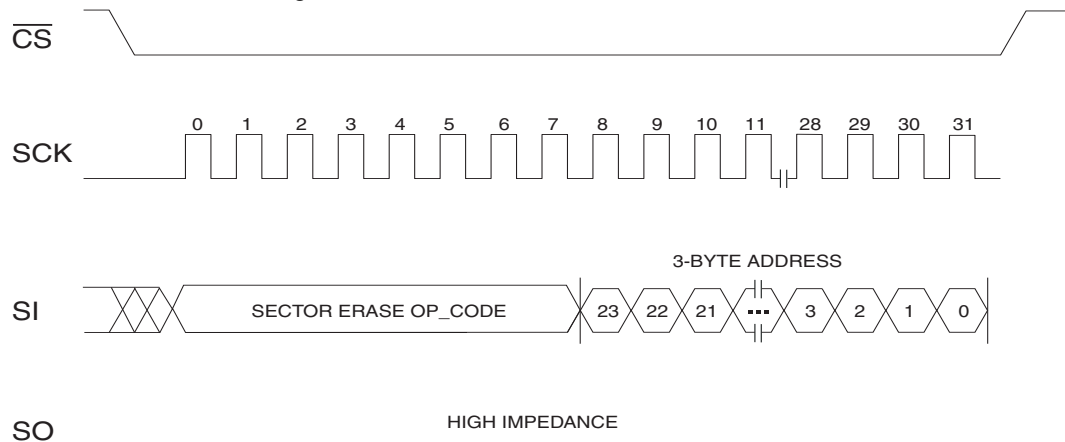 CS
0 1 2 3 4 5 6 7 8 9 10 11 28 29 30 31
SCK
3-BYTE ADDRESS
SI SECTOR ERASE OP_CODE 23 22 21 ... 3 2 1 0
HIGH IMPEDANCE
SO